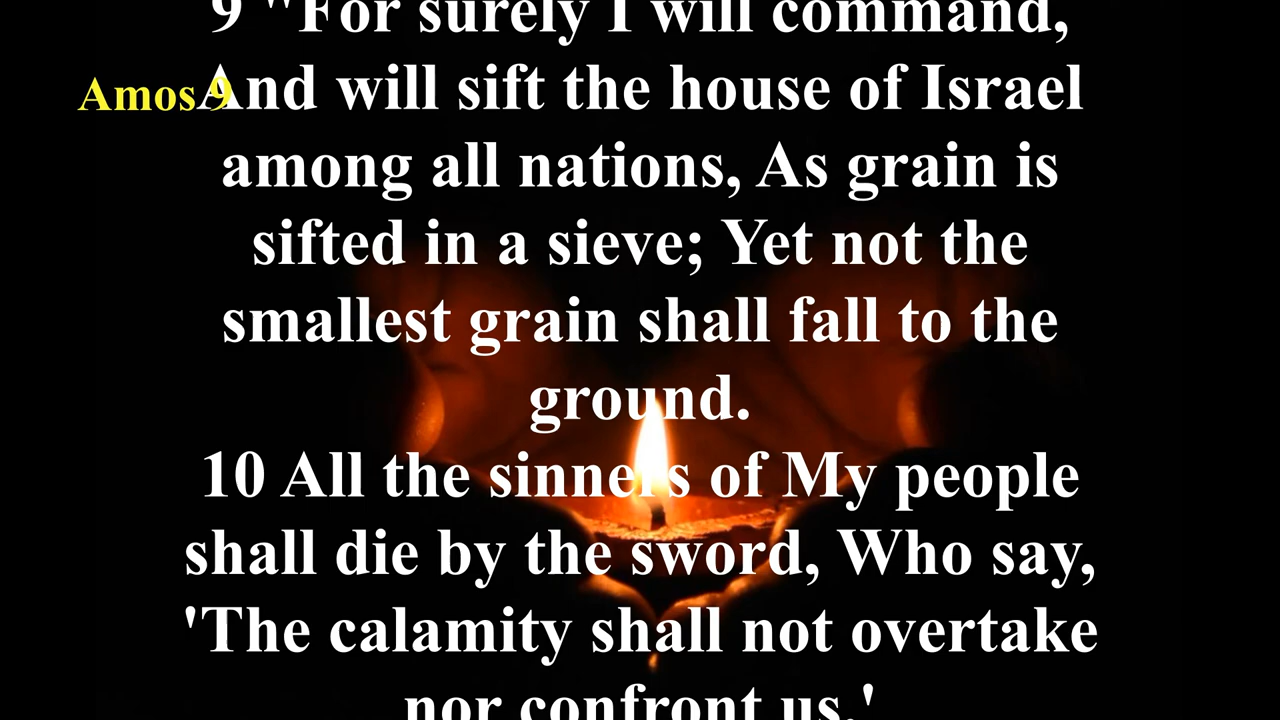 9 "For surely I will command,
Amos 9
And will sift the house of Israel
among all nations, As grain is
sifted in a sieve; Yet not the
smallest grain shall fall to the
ground.
10 All the sinners of My people
shall die by the sword, Who say,
'The calamity shall not overtake
nor confront us.'